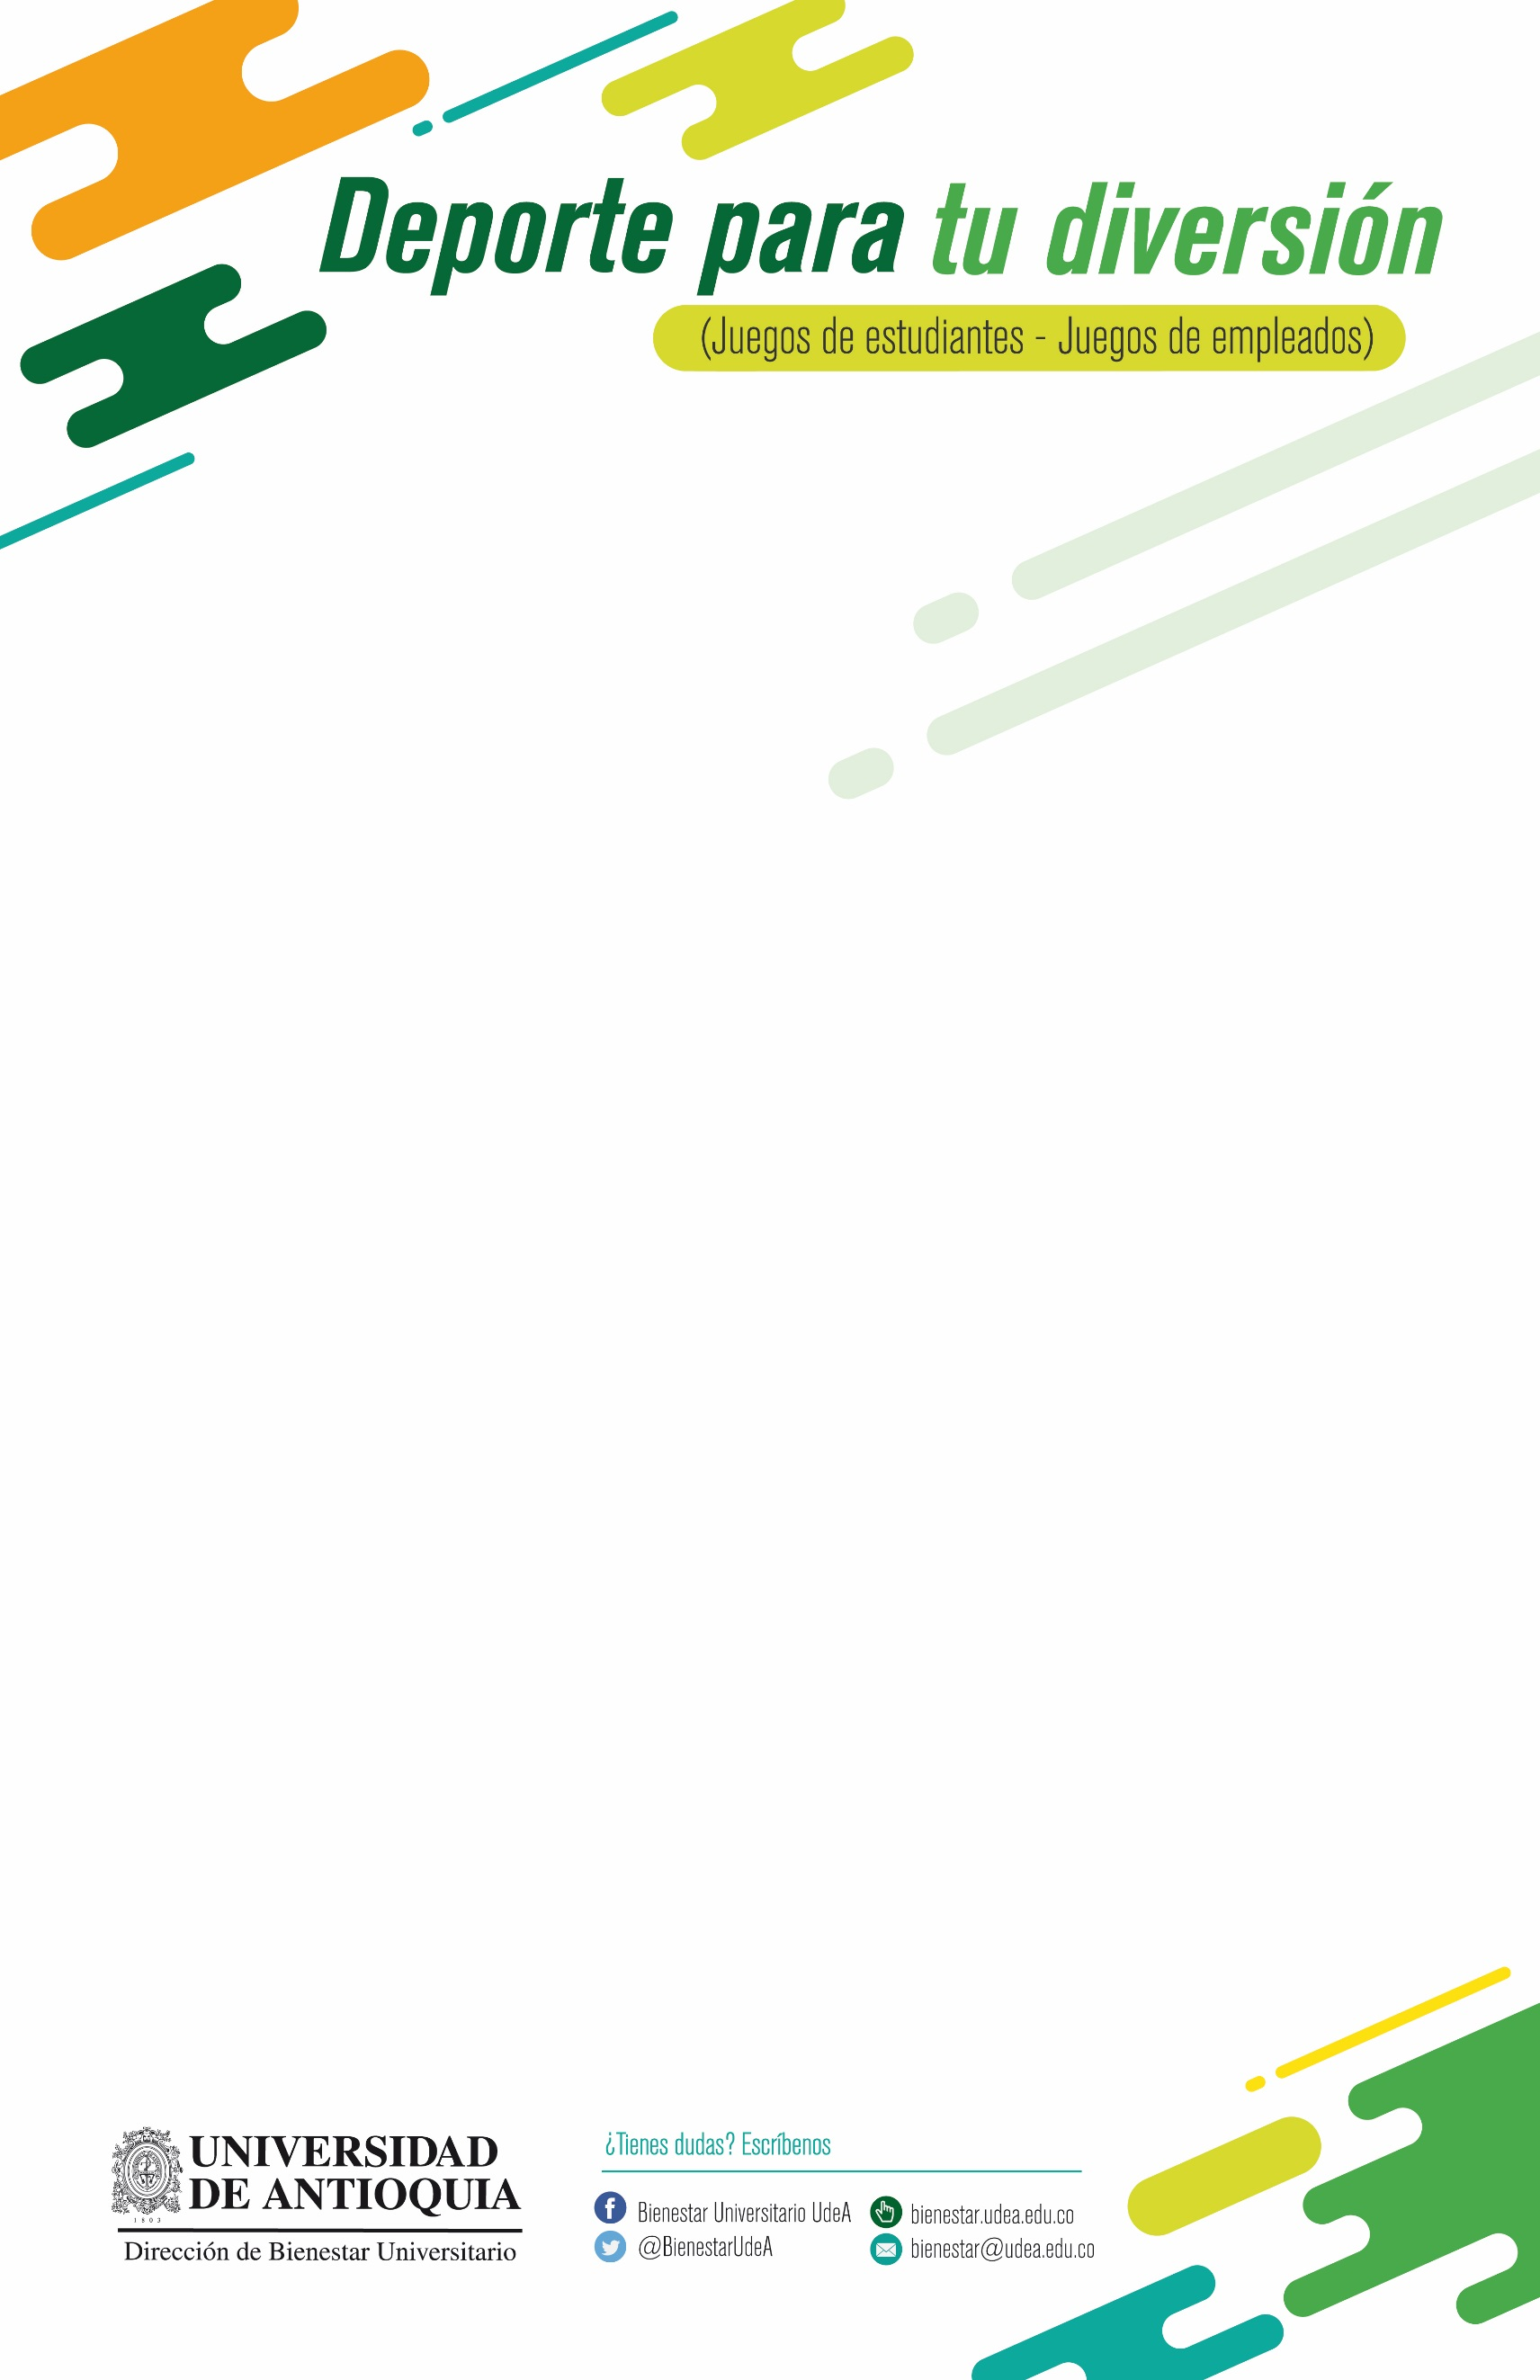 Deporte para tu diversión
(Juegos de estudiantes - Juegos de empleados)
UNIVERSIDAD
DE ANTIOQUIA
1803
Dirección de Bienestar Universitario
¿Tienes dudas? Escríbenos
Bienestar Universitario UdeA
bienestar.udea.edu.co
@BienestarUdeA
bienestar@udea.edu.co